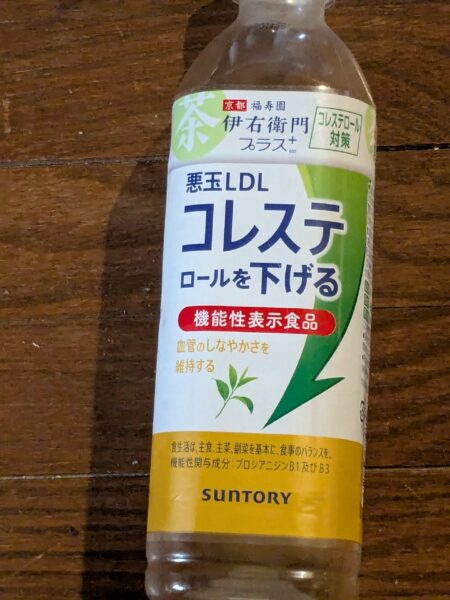 茶
京都 福寿園
伊右衛門
プラス+
コレステロール
対策
悪玉LDL
コレステ
ロールを下げる
機能性表示食品
血管のしなやかさを
維持する
食生活は、主食、主菜、副菜を基本に、食事のバランスを。
機能性関与成分:プロシアニジンB1及びB3
SUNTORY